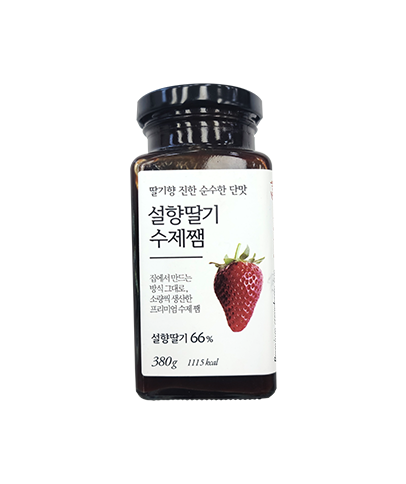 딸기향 진한 순수한 단맛
설향딸기
수제쨈
집에서 만드는
방식 그대로,
소량씩 생산한
프리미엄 수제 쨈
설향딸기 66%
380g 1115 kcal